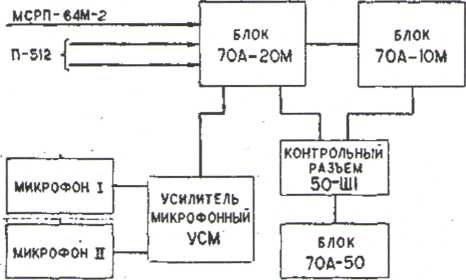 МСРП-64М-2
П-512
БЛОК
70А-20М
БЛОК
70А-10М
КОНТРОЛЬНЫЙ
РАЗЪЕМ
50-Ш1
МИКРОФОН I
УСИЛИТЕЛЬ
МИКРОФОННЫЙ
УСМ
МИКРОФОН II
БЛОК
70А-50